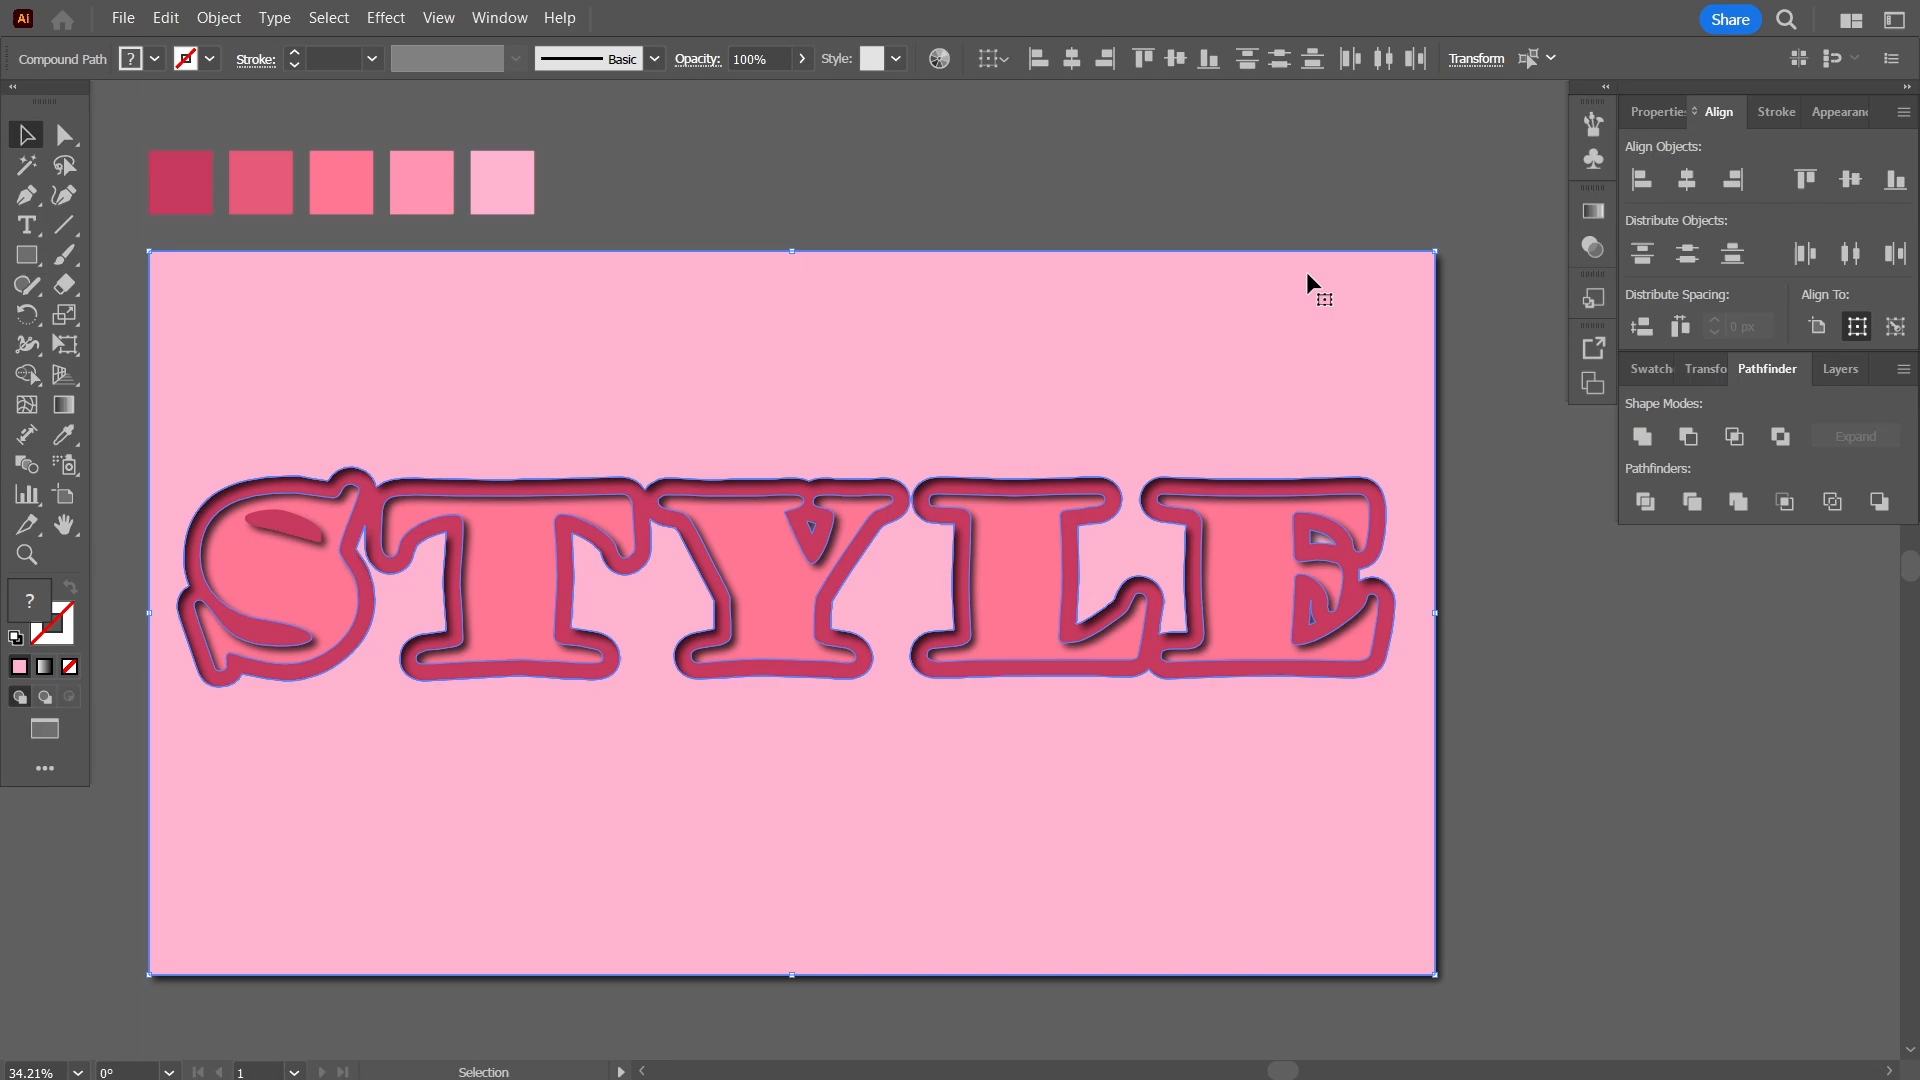 Ai File Edit Object Type Select Effect View Window Help Share
Compound Path ? Stroke: Basic Opacity: 100% Style: Transform
Properties Align Stroke Appearan
Align Objects:
Distribute Objects:
Distribute Spacing: Align To:
0 px
Swatch Transfo Pathfinder Layers
Shape Modes:
Expand
Pathfinders:
STYLE
T
?
34.21% 0° 1 Selection